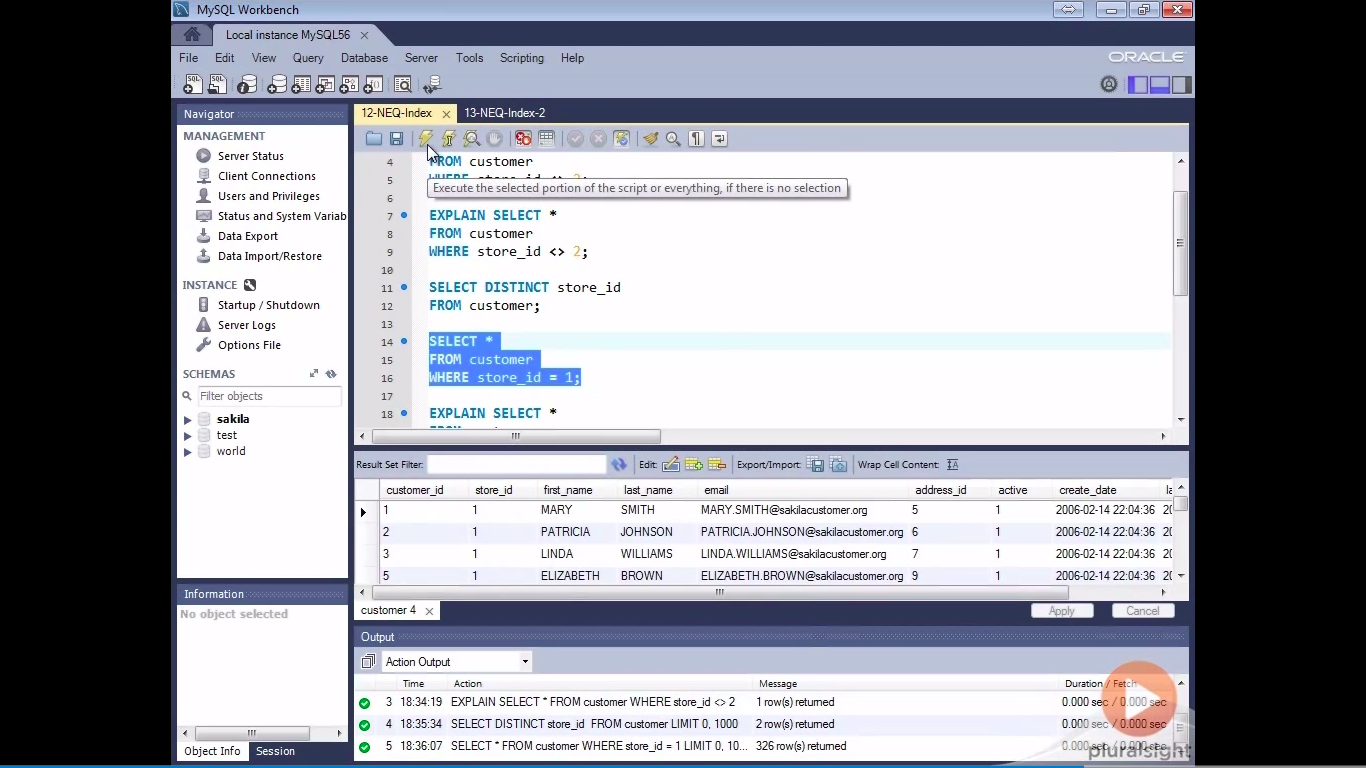 MySQL Workbench
Local instance MySQL56
File Edit View Query Database Server Tools Scripting Help
ORACLE
Navigator
MANAGEMENT
Server Status
Client Connections
Users and Privileges
Status and System Variab
Data Export
Data Import/Restore
INSTANCE
Startup / Shutdown
Server Logs
Options File
SCHEMAS
Filter objects
sakila
test
world
Information
No object selected
Object Info Session
12-NEQ-Index 13-NEQ-Index-2
4 FROM customer
5
Execute the selected portion of the script or everything, if there is no selection
6
7 EXPLAIN SELECT *
8 FROM customer
9 WHERE store_id <> 2;
10
11 SELECT DISTINCT store_id
12 FROM customer;
13
14 SELECT *
15 FROM customer
16 WHERE store_id = 1;
17
18 EXPLAIN SELECT *
Result Set Filter: Edit: Export/Import: Wrap Cell Content:
customer_id store_id first_name last_name email address_id active create_date la
1 1 MARY SMITH MARY.SMITH@sakilacustomer.org 5 1 2006-02-14 22:04:36 20
2 1 PATRICIA JOHNSON PATRICIA.JOHNSON@sakilacustomer.org 6 1 2006-02-14 22:04:36 20
3 1 LINDA WILLIAMS LINDA.WILLIAMS@sakilacustomer.org 7 1 2006-02-14 22:04:36 20
5 1 ELIZABETH BROWN ELIZABETH.BROWN@sakilacustomer.org 9 1 2006-02-14 22:04:36 20
customer 4 Apply Cancel
Output
Action Output
Time Action Message Duration / Fetch
3 18:34:19 EXPLAIN SELECT * FROM customer WHERE store_id <> 2 1 row(s) returned 0.000 sec / 0.000 sec
4 18:35:34 SELECT DISTINCT store_id FROM customer LIMIT 0, 1000 2 row(s) returned 0.000 sec / 0.000 sec
5 18:36:07 SELECT * FROM customer WHERE store_id = 1 LIMIT 0, 10... 326 row(s) returned 0.000 sec / 0.000 sec
pluralsight